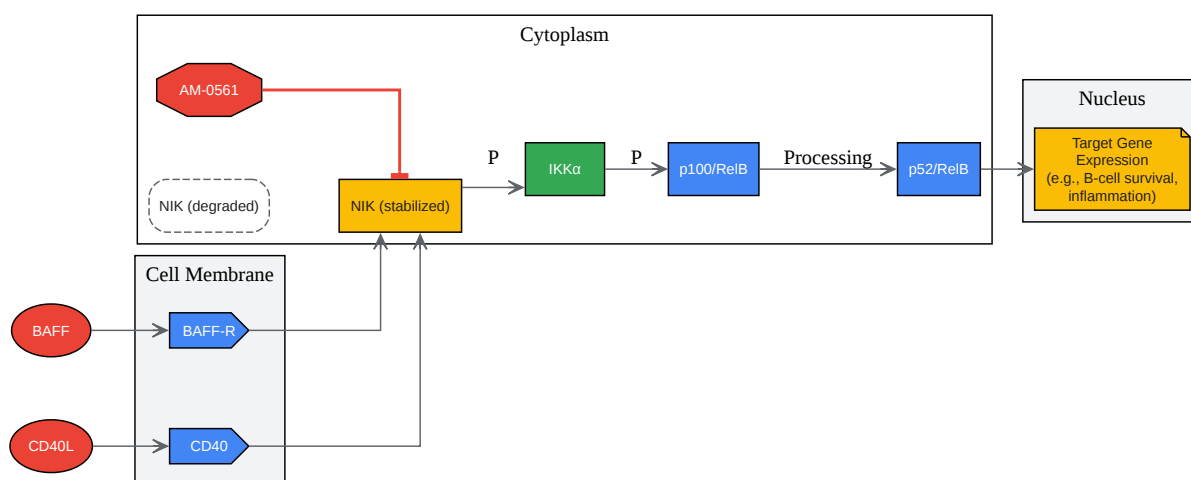 Cytoplasm
AM-0561
Nucleus
Target Gene
Expression
(e.g., B-cell survival,
inflammation)
P
IKKα
P
p100/RelB
Processing
p52/RelB
NIK (degraded)
NIK (stabilized)
Cell Membrane
BAFF
BAFF-R
CD40L
CD40